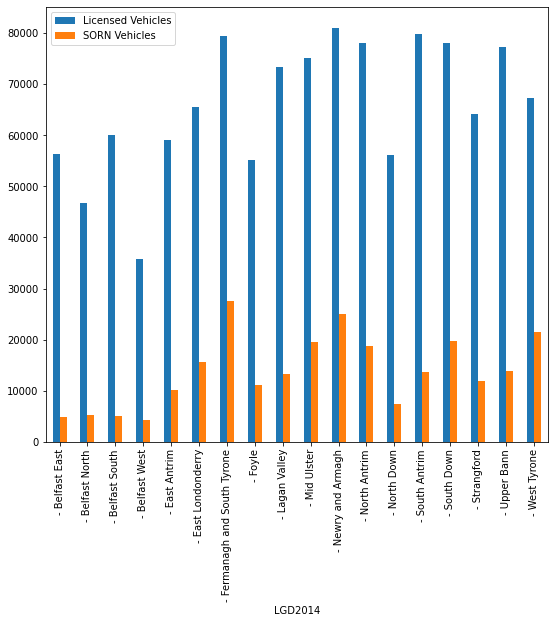 Licensed Vehicles
SORN Vehicles
80000
70000
60000
50000
40000
30000
20000
10000
0
- Belfast East
- Belfast North
- Belfast South
- Belfast West
- East Antrim
- East Londonderry
- Fermanagh and South Tyrone
- Foyle
- Lagan Valley
- Mid Ulster
- Newry and Armagh
- North Antrim
- North Down
- South Antrim
- South Down
- Strangford
- Upper Bann
- West Tyrone
LGD2014